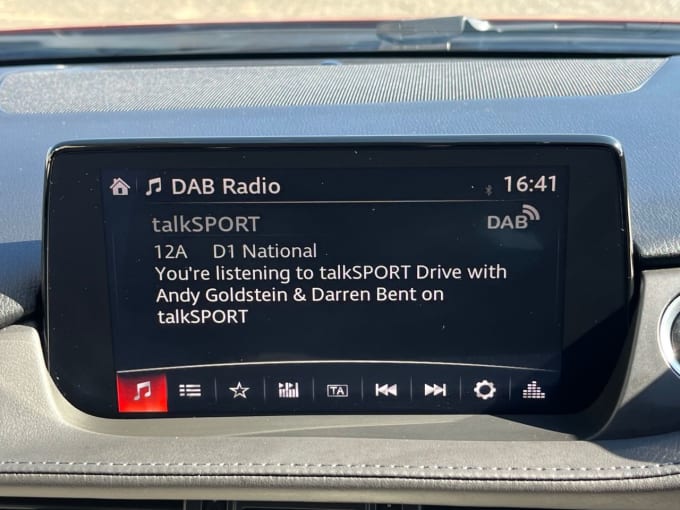 DAB Radio 16:41
talkSPORT DAB
12A D1 National
You're listening to talkSPORT Drive with
Andy Goldstein & Darren Bent on
talkSPORT
TA